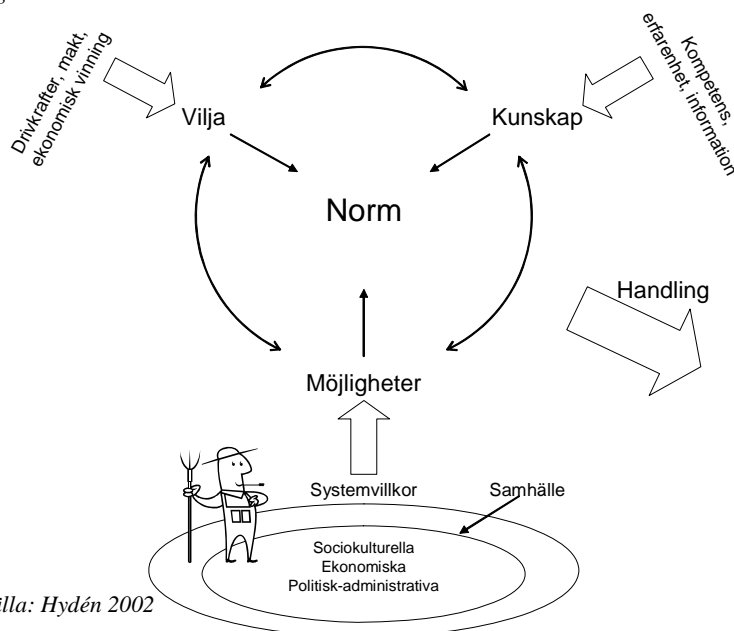 Drivkrafter, makt,
ekonomisk vinning
Kompetens,
erfarenhet, information
Vilja
Kunskap
Norm
Handling
Möjligheter
Systemvillkor
Samhälle
Sociokulturella
Ekonomiska
Politisk-administrativa
illa: Hydén 2002